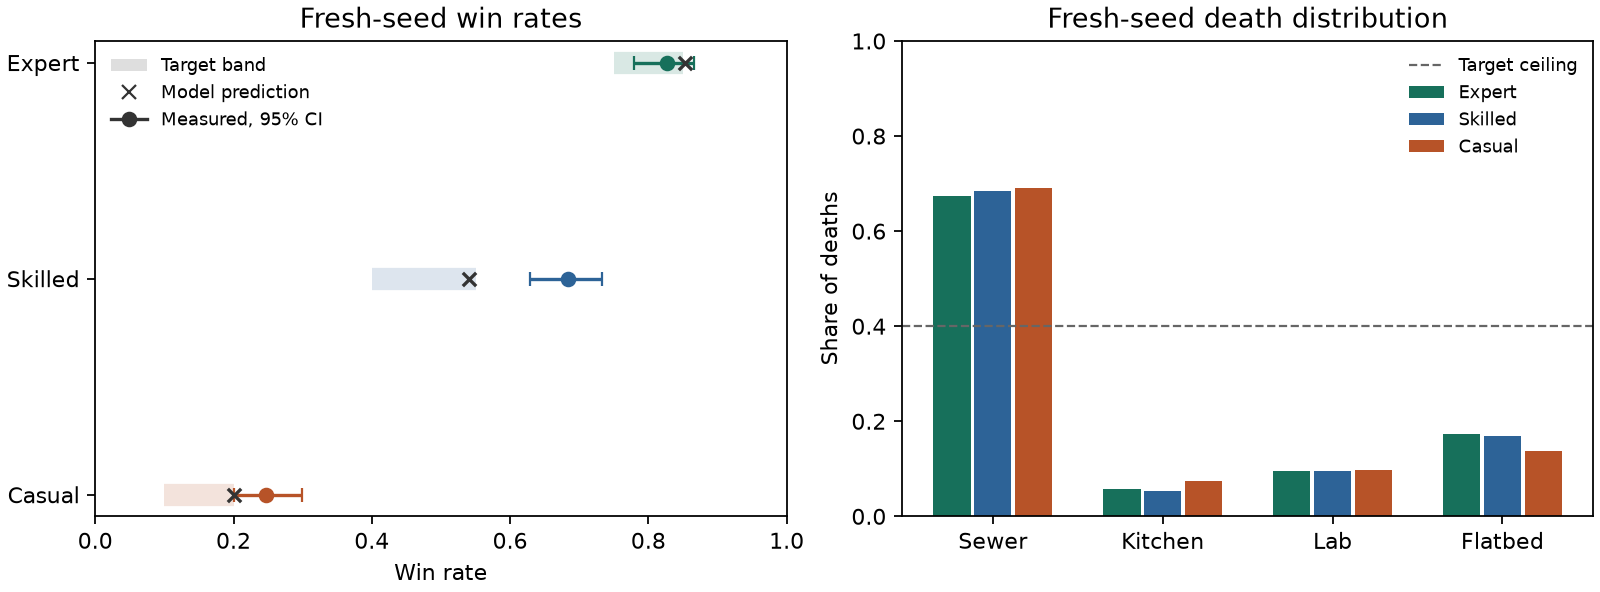 Fresh-seed win rates
Expert
Skilled
Casual
Target band
Model prediction
Measured, 95% CI
0.0 0.2 0.4 0.6 0.8 1.0
Win rate
Fresh-seed death distribution
Share of deaths
1.0
0.8
0.6
0.4
0.2
0.0
Target ceiling
Expert
Skilled
Casual
Sewer Kitchen Lab Flatbed